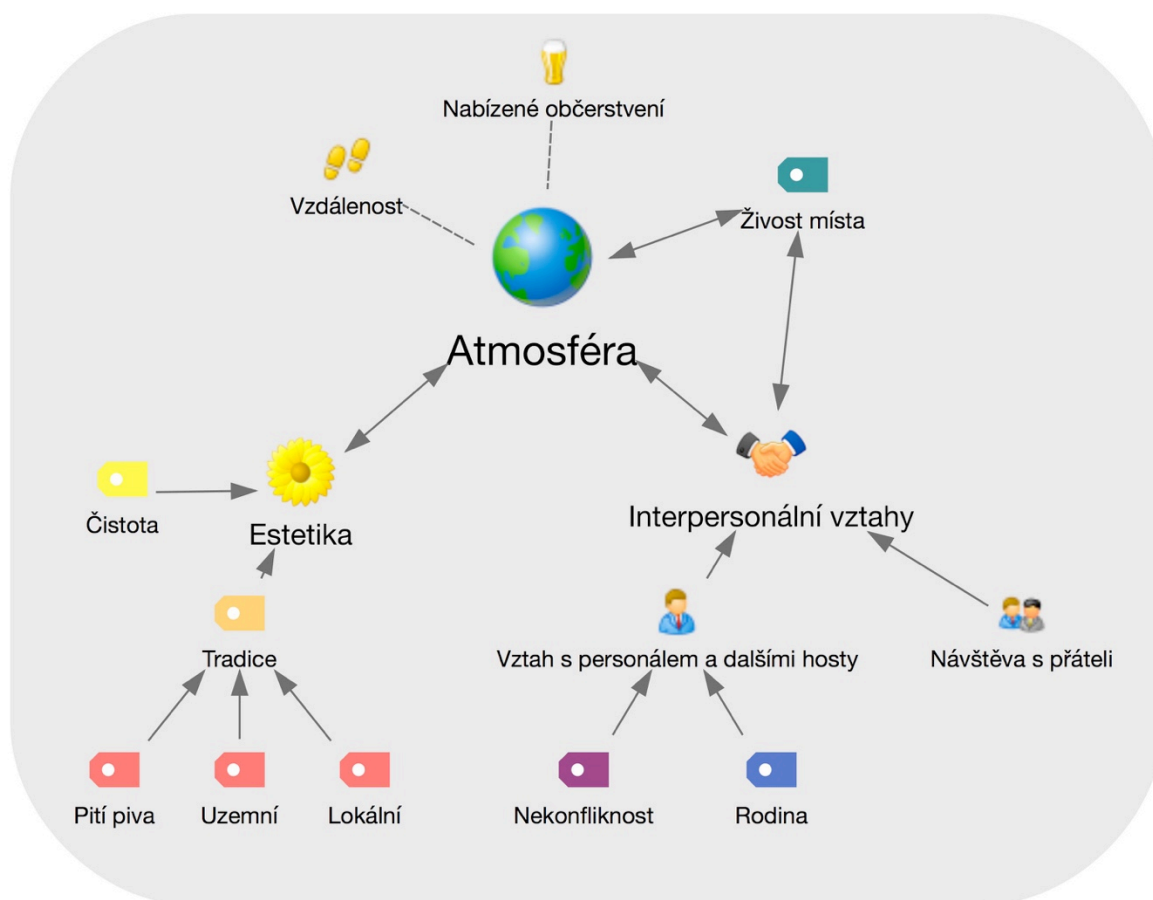 Nabízené občerstvení
Vzdálenost
Živost místa
Atmosféra
Čistota
Estetika
Interpersonální vztahy
Tradice
Vztah s personálem a dalšími hosty
Návštěva s přáteli
Pití piva
Uzemní
Lokální
Nekonfliknost
Rodina